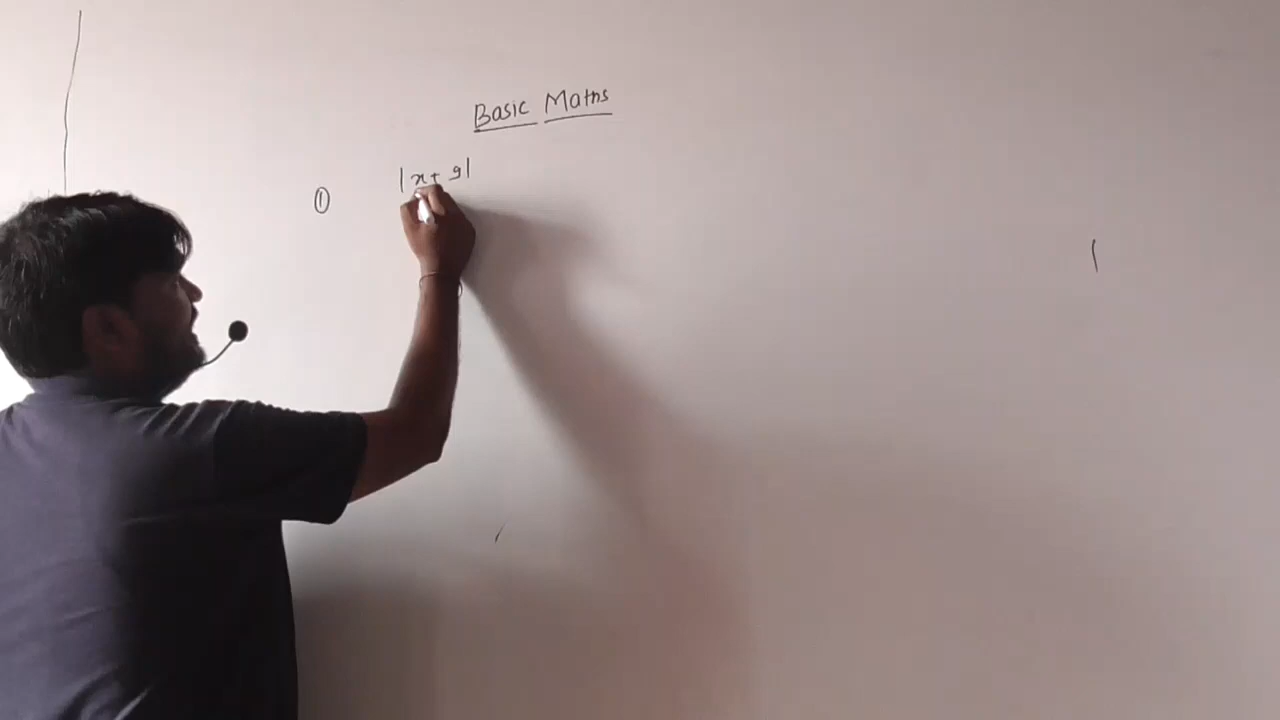 Basic Maths
① |x+ 9|